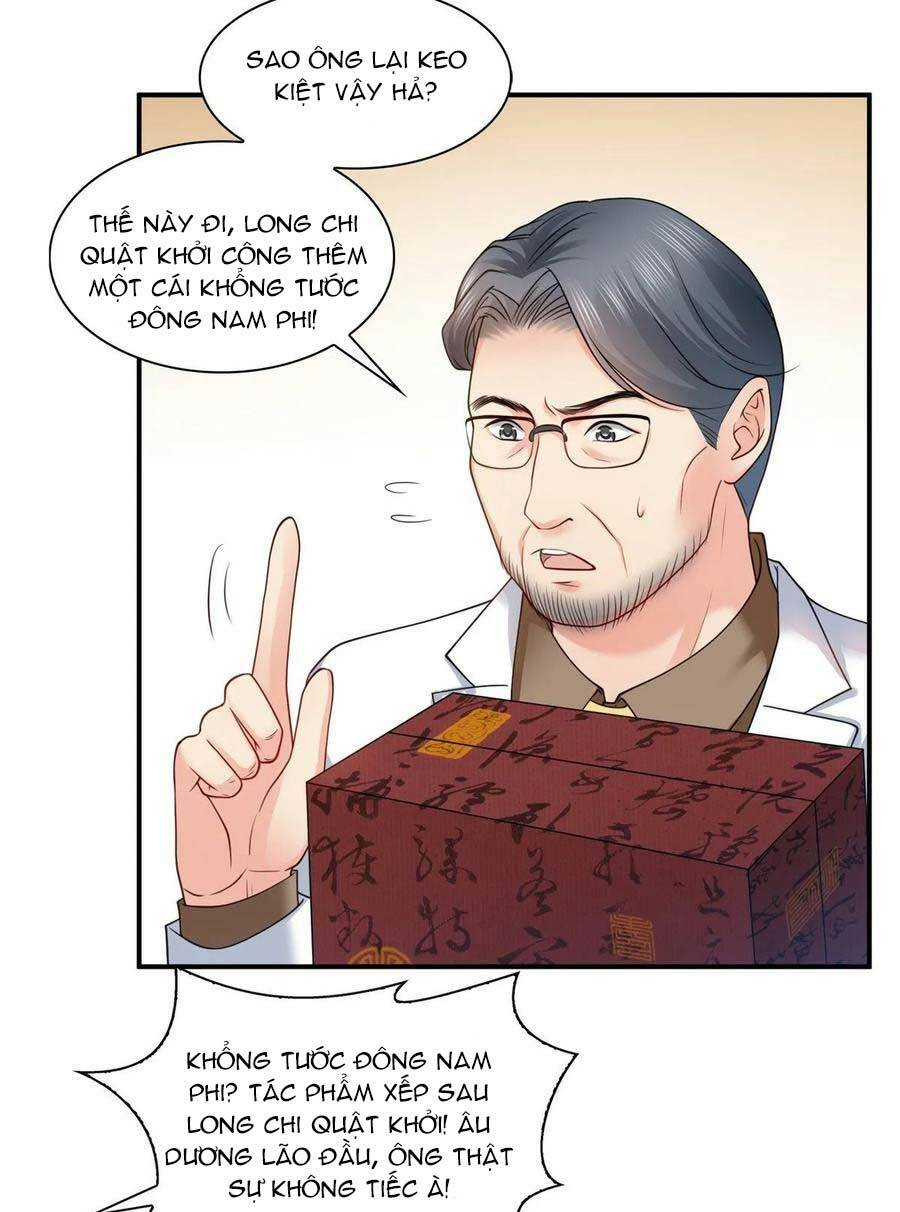 SAO ÔNG LẠI KEO
KIỆT VẬY HẢ?
THẾ NÀY ĐI, LONG CHI
QUẬT KHỞI CỘNG THÊM
MỘT CÁI KHỔNG TƯỚC
ĐÔNG NAM PHI!
KHỔNG TƯỚC ĐÔNG NAM
PHI? TÁC PHẨM XẾP SAU
LONG CHI QUẬT KHỞI! ÂU
DƯƠNG LÃO ĐẦU, ÔNG THẬT
SỰ KHÔNG TIẾC À!